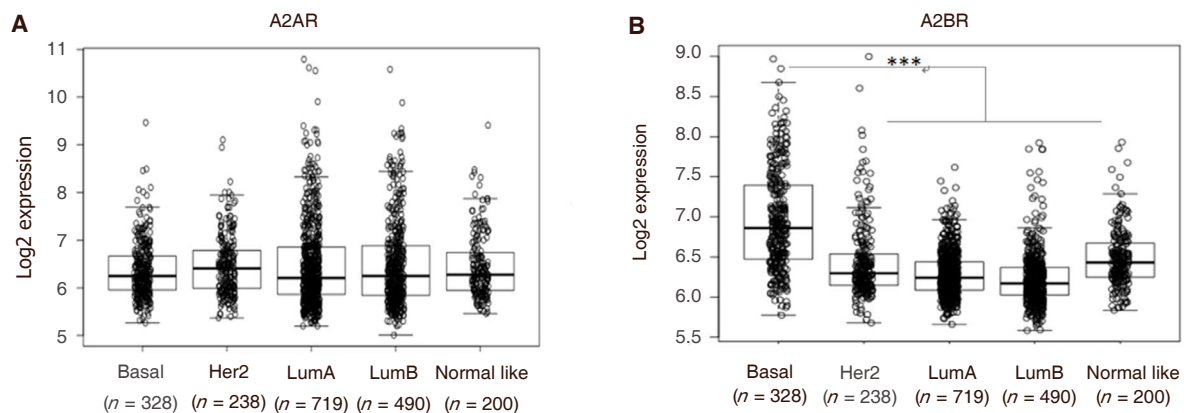 A
A2AR
Log2 expression
11
10
9
8
7
6
5
Basal Her2 LumA LumB Normal like
(n = 328) (n = 238) (n = 719) (n = 490) (n = 200)
B
A2BR
Log2 expression
9.0
8.5
8.0
7.5
7.0
6.5
6.0
5.5
***
Basal Her2 LumA LumB Normal like
(n = 328) (n = 238) (n = 719) (n = 490) (n = 200)